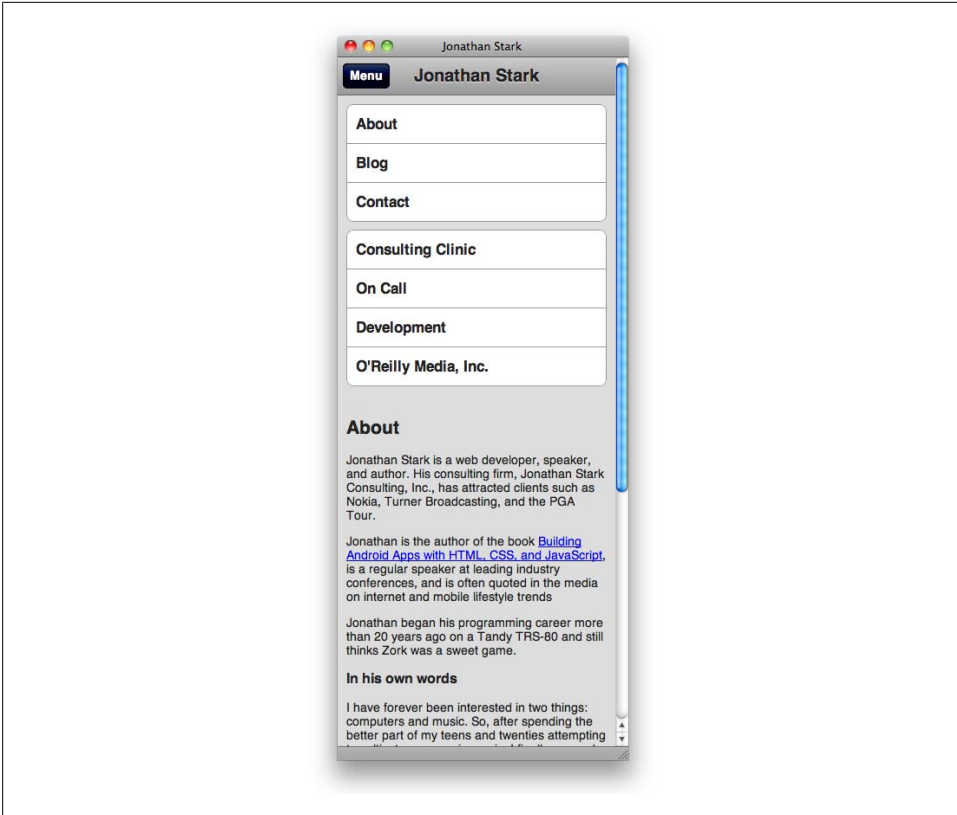 Jonathan Stark
Menu
Jonathan Stark
About
Blog
Contact
Consulting Clinic
On Call
Development
O'Reilly Media, Inc.
About
Jonathan Stark is a web developer, speaker,
and author. His consulting firm, Jonathan Stark
Consulting, Inc., has attracted clients such as
Nokia, Turner Broadcasting, and the PGA
Tour.
Jonathan is the author of the book Building
Android Apps with HTML, CSS, and JavaScript,
is a regular speaker at leading industry
conferences, and is often quoted in the media
on internet and mobile lifestyle trends
Jonathan began his programming career more
than 20 years ago on a Tandy TRS-80 and still
thinks Zork was a sweet game.
In his own words
I have forever been interested in two things:
computers and music. So, after spending the
better part of my teens and twenties attempting